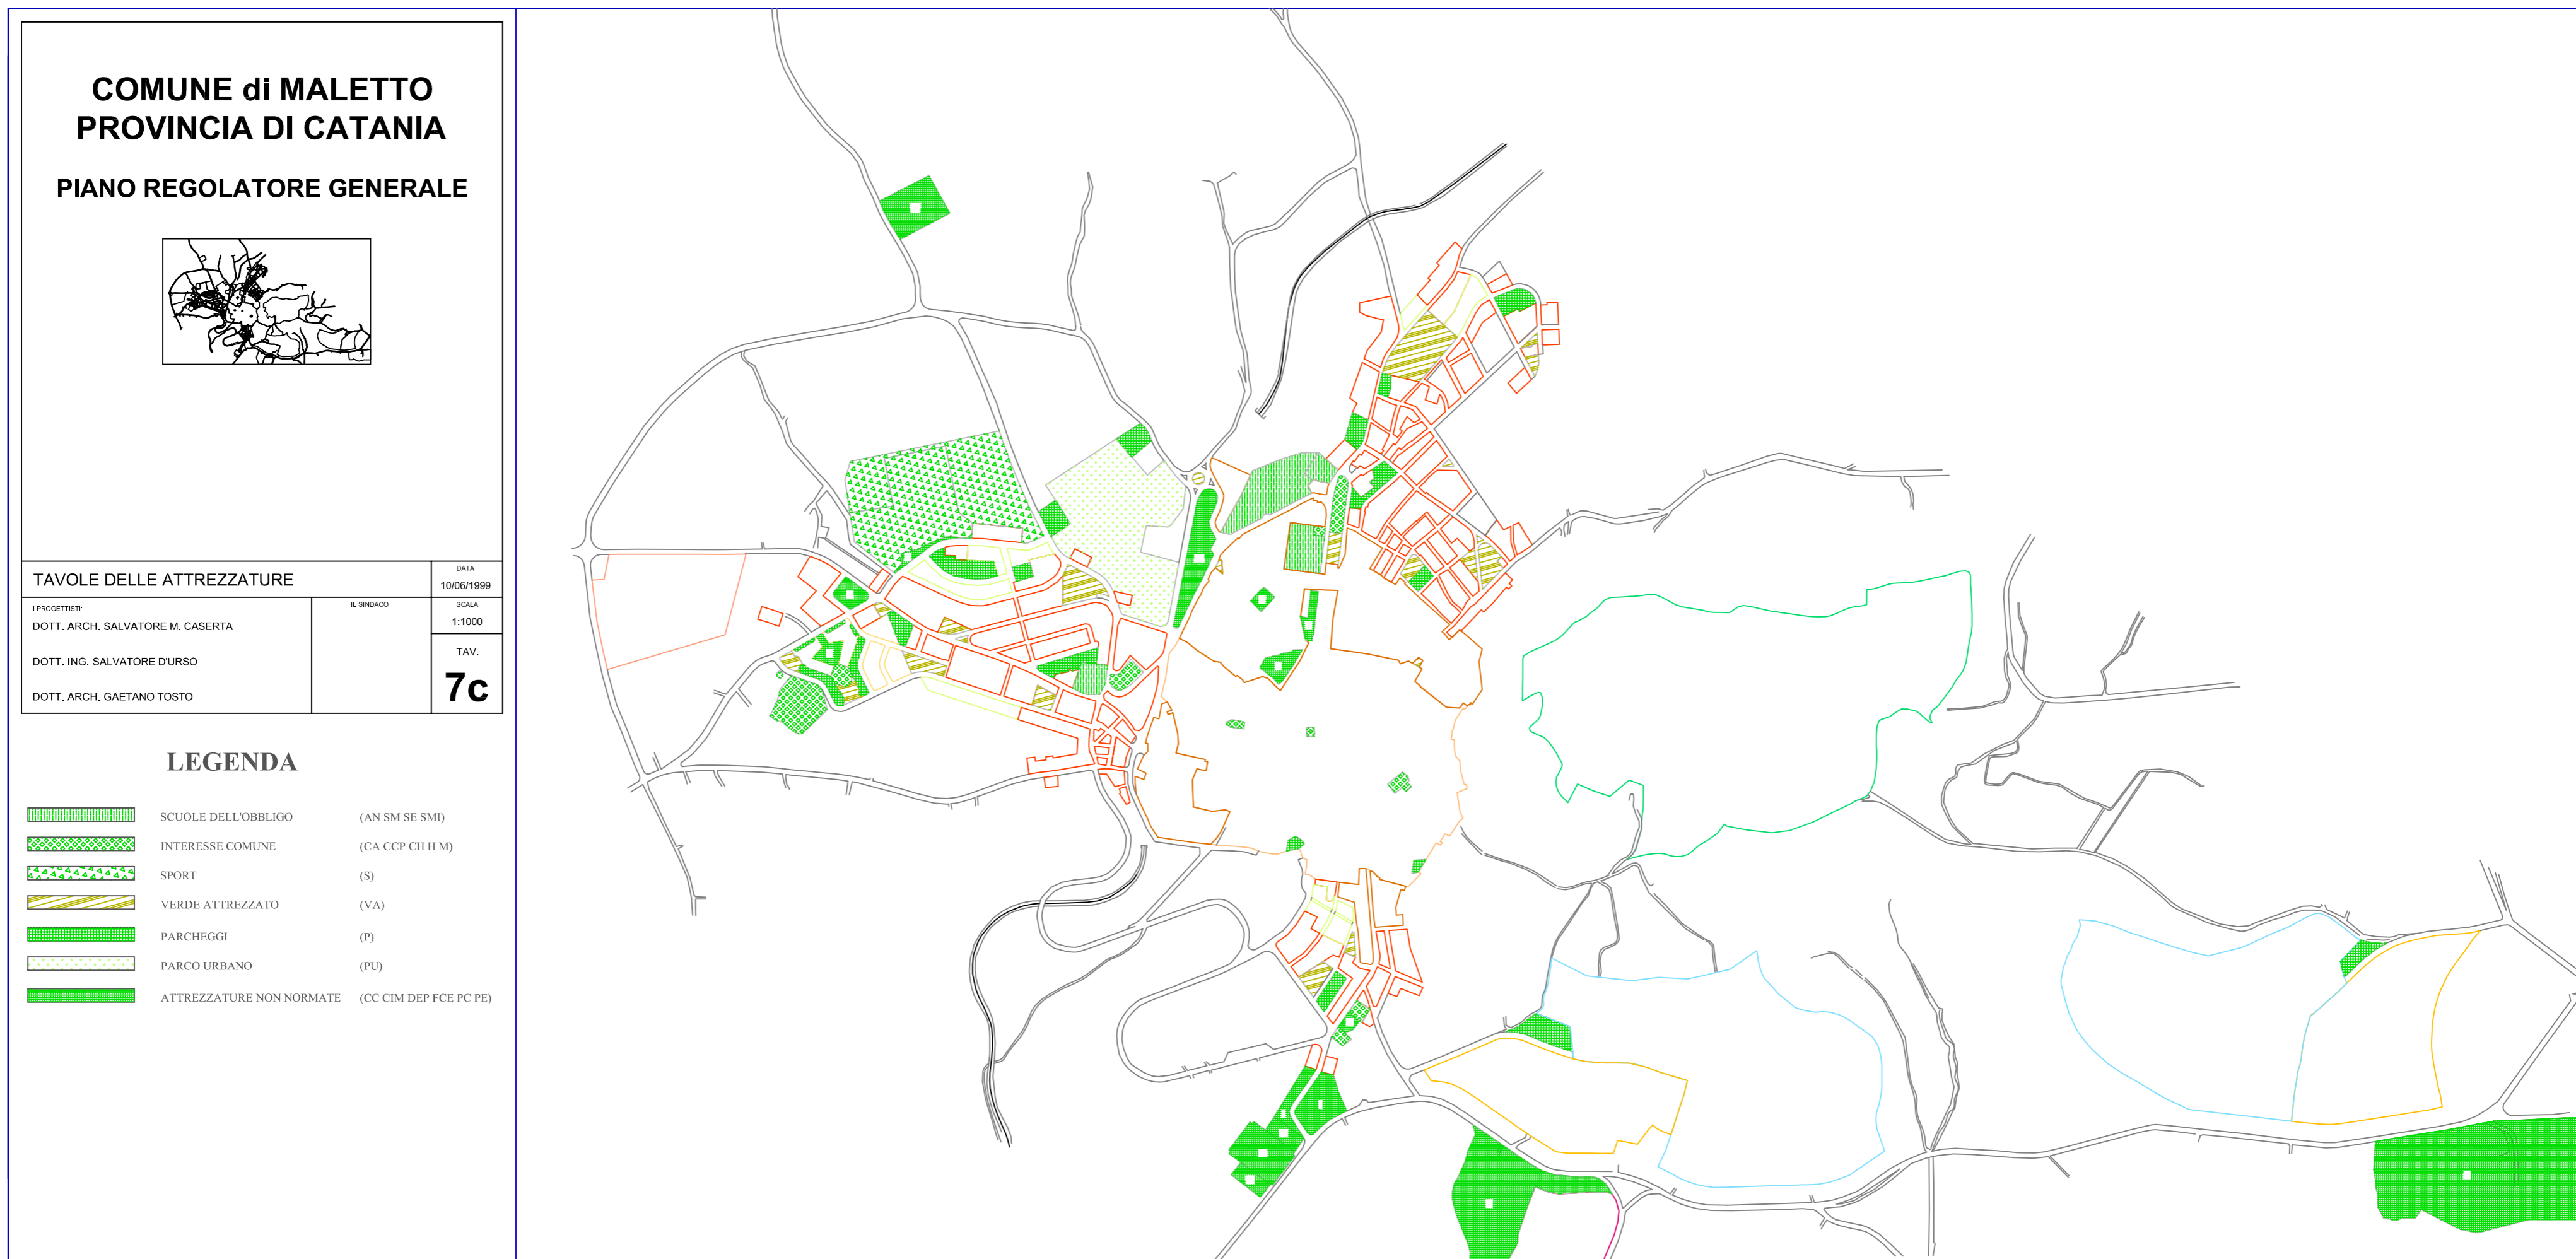 COMUNE di MALETTO
PROVINCIA DI CATANIA
PIANO REGOLATORE GENERALE
TAVOLE DELLE ATTREZZATURE
DATA
10/06/1999
I PROGETTISTI:
DOTT. ARCH. SALVATORE M. CASERTA
DOTT. ING. SALVATORE D'URSO
DOTT. ARCH. GAETANO TOSTO
IL SINDACO
SCALA
1:1000
TAV.
7c
LEGENDA
SCUOLE DELL'OBBLIGO (AN SM SE SMI)
INTERESSE COMUNE (CA CCP CH H M)
SPORT (S)
VERDE ATTREZZATO (VA)
PARCHEGGI (P)
PARCO URBANO (PU)
ATTREZZATURE NON NORMATE (CC CIM DEP FCE PC PE)